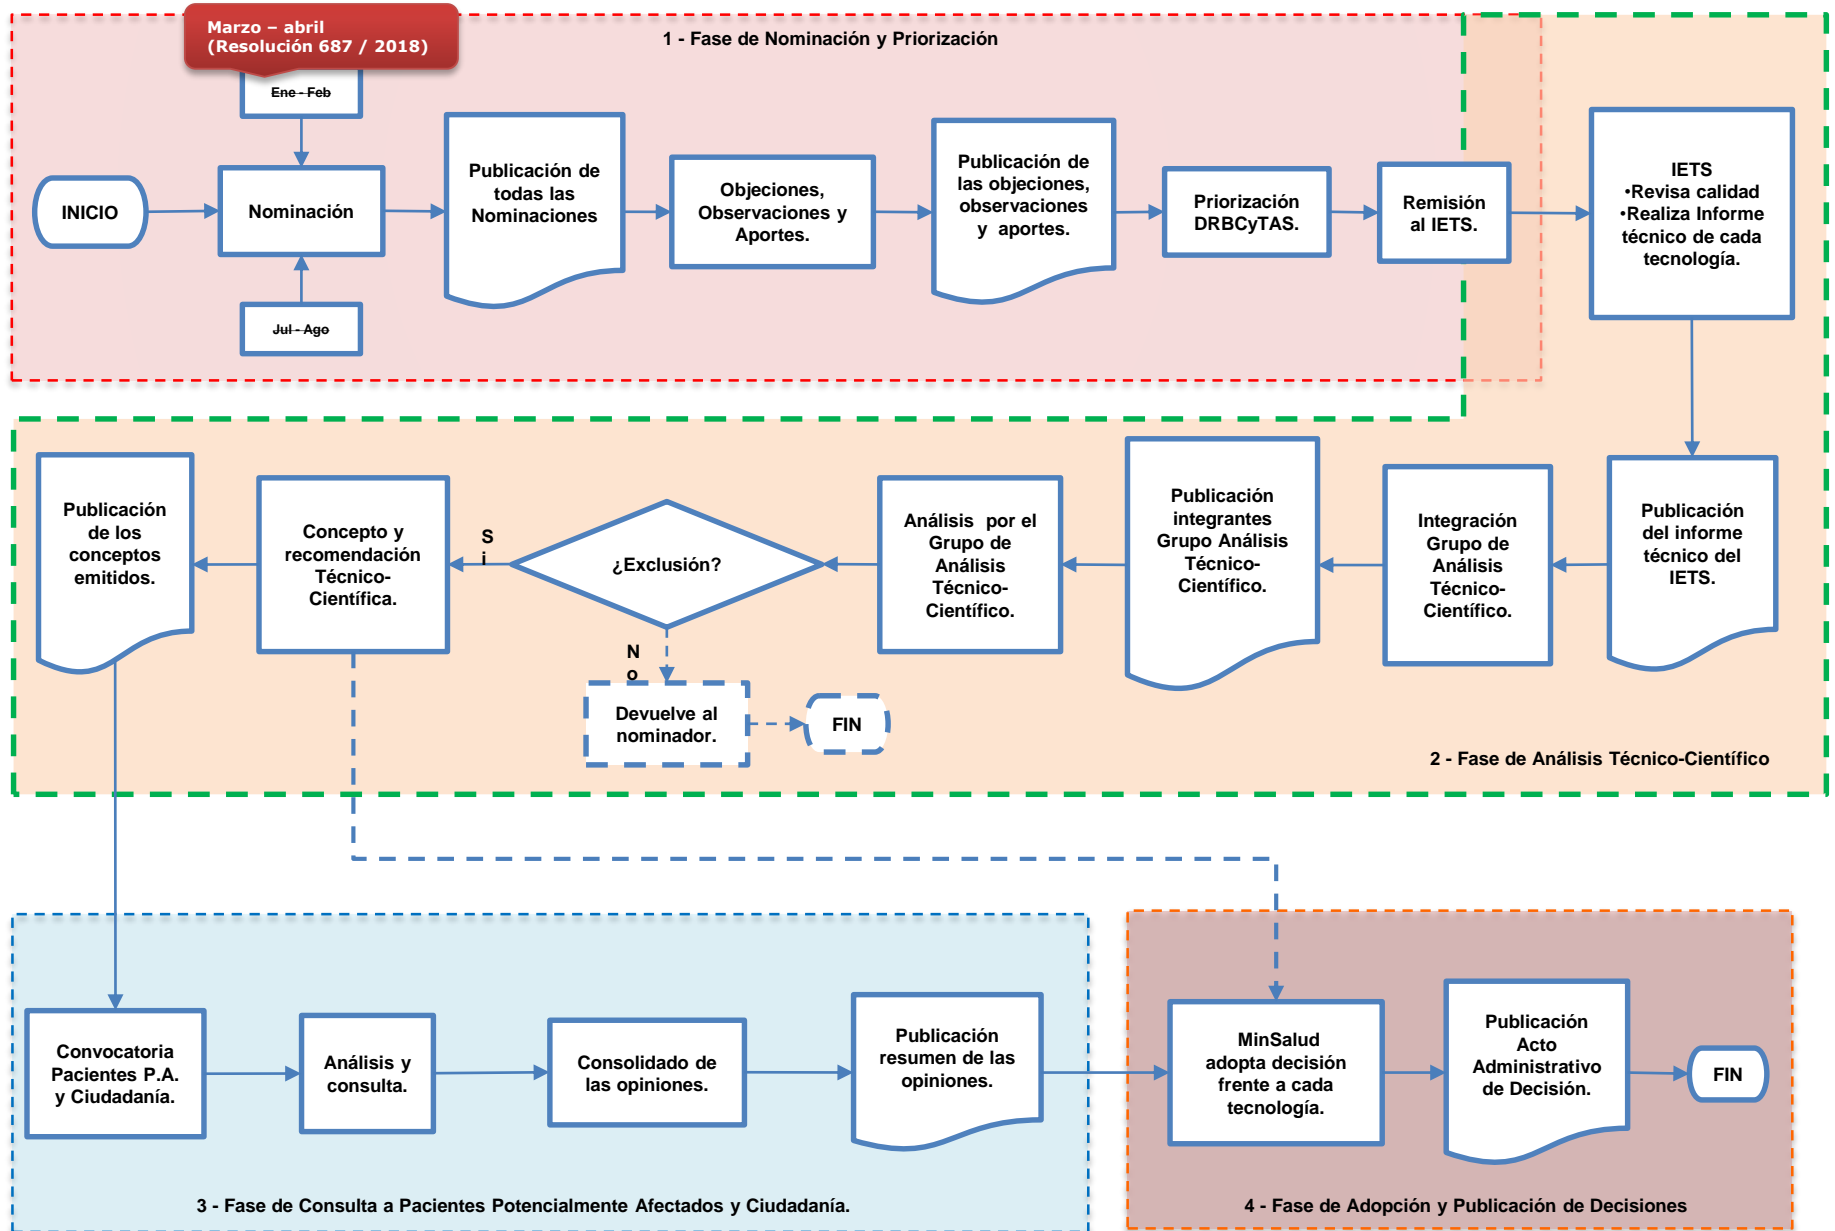 Marzo – abril
(Resolución 687 / 2018)
1 - Fase de Nominación y Priorización
Ene - Feb
INICIO
Nominación
Jul - Ago
Publicación de
todas las
Nominaciones
Objeciones,
Observaciones y
Aportes.
Publicación de
las objeciones,
observaciones
y aportes.
Priorización
DRBCyTAS.
Remisión
al IETS.
IETS
•Revisa calidad
•Realiza Informe
técnico de cada
tecnología.
Publicación
del informe
técnico del
IETS.
Integración
Grupo de
Análisis
Técnico-
Científico.
Publicación
integrantes
Grupo Análisis
Técnico-
Científico.
Análisis por el
Grupo de
Análisis
Técnico-
Científico.
¿Exclusión?
S
i
N
o
Devuelve al
nominador.
FIN
Concepto y
recomendación
Técnico-
Científica.
Publicación
de los
conceptos
emitidos.
2 - Fase de Análisis Técnico-Científico
Convocatoria
Pacientes P.A.
y Ciudadanía.
Análisis y
consulta.
Consolidado de
las opiniones.
Publicación
resumen de las
opiniones.
3 - Fase de Consulta a Pacientes Potencialmente Afectados y Ciudadanía.
MinSalud
adopta decisión
frente a cada
tecnología.
Publicación
Acto
Administrativo
de Decisión.
FIN
4 - Fase de Adopción y Publicación de Decisiones